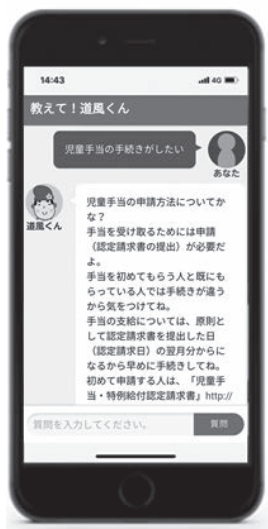 14:43
4G
教えて！道風くん
児童手当の手続きがしたい
あなた
道風くん
児童手当の申請方法についてか
な？
手当を受け取るためには申請
（認定請求書の提出）が必要だ
よ。
手当を初めてもらう人と既にも
らっている人では手続きが違う
から気をつけてね。
手当の支給については、原則と
して認定請求書を提出した日
（認定請求日）の翌月分からに
なるから早めに手続きしてね。
初めて申請する人は、「児童手
当・特例給付認定請求書」http://
質問を入力してください。
質問